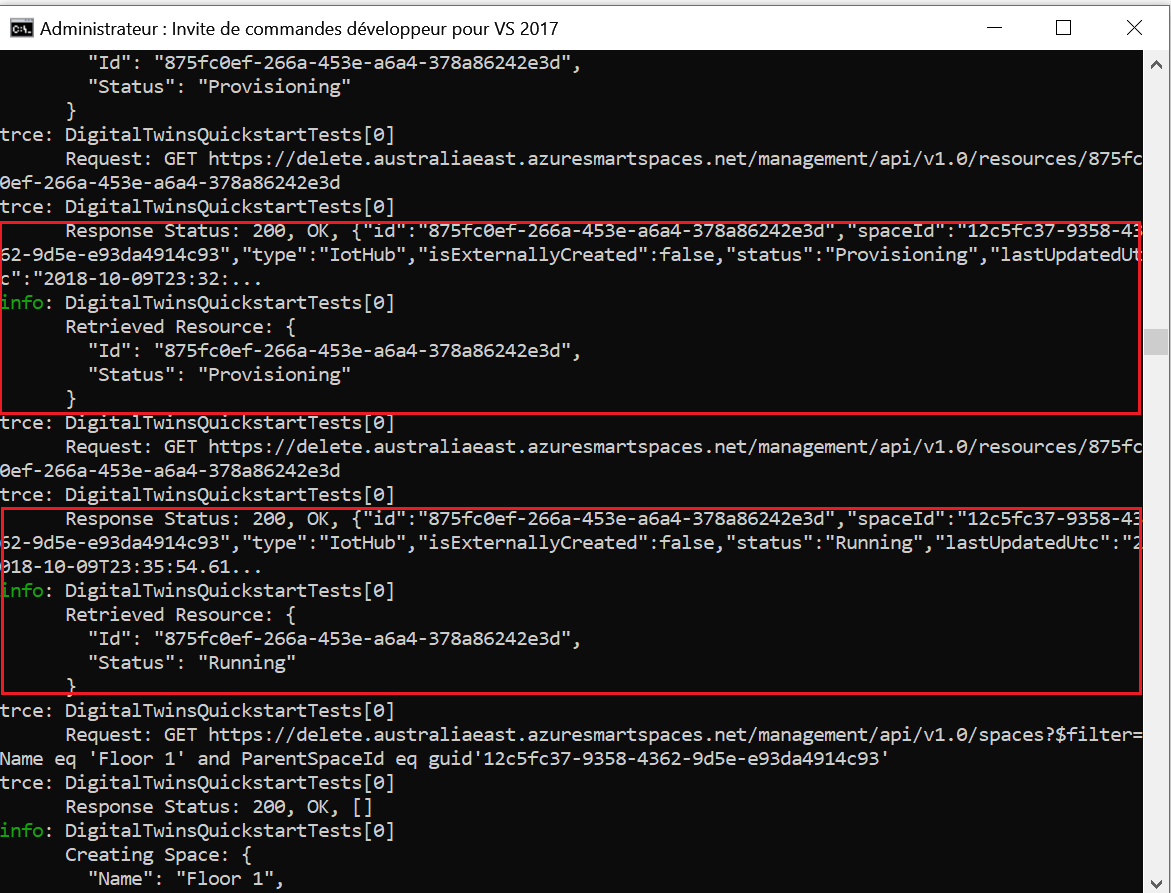 Administrateur : Invite de commandes développeur pour VS 2017
"Id": "875fc0ef-266a-453e-a6a4-378a86242e3d",
"Status": "Provisioning"
}
trce: DigitalTwinsQuickstartTests[0]
Request: GET https://delete.australiaeast.azuresmartspaces.net/management/api/v1.0/resources/875fc
0ef-266a-453e-a6a4-378a86242e3d
trce: DigitalTwinsQuickstartTests[0]
Response Status: 200, OK, {"id":"875fc0ef-266a-453e-a6a4-378a86242e3d","spaceId":"12c5fc37-9358-43
62-9d5e-e93da4914c93","type":"IotHub","isExternallyCreated":false,"status":"Provisioning","lastUpdatedUt
c":"2018-10-09T23:32:...
info: DigitalTwinsQuickstartTests[0]
Retrieved Resource: {
"Id": "875fc0ef-266a-453e-a6a4-378a86242e3d",
"Status": "Provisioning"
}
trce: DigitalTwinsQuickstartTests[0]
Request: GET https://delete.australiaeast.azuresmartspaces.net/management/api/v1.0/resources/875fc
0ef-266a-453e-a6a4-378a86242e3d
trce: DigitalTwinsQuickstartTests[0]
Response Status: 200, OK, {"id":"875fc0ef-266a-453e-a6a4-378a86242e3d","spaceId":"12c5fc37-9358-43
62-9d5e-e93da4914c93","type":"IotHub","isExternallyCreated":false,"status":"Running","lastUpdatedUtc":"2
018-10-09T23:35:54.61...
info: DigitalTwinsQuickstartTests[0]
Retrieved Resource: {
"Id": "875fc0ef-266a-453e-a6a4-378a86242e3d",
"Status": "Running"
}
trce: DigitalTwinsQuickstartTests[0]
Request: GET https://delete.australiaeast.azuresmartspaces.net/management/api/v1.0/spaces?$filter=
Name eq 'Floor 1' and ParentSpaceId eq guid'12c5fc37-9358-4362-9d5e-e93da4914c93'
trce: DigitalTwinsQuickstartTests[0]
Response Status: 200, OK, []
info: DigitalTwinsQuickstartTests[0]
Creating Space: {
"Name": "Floor 1",